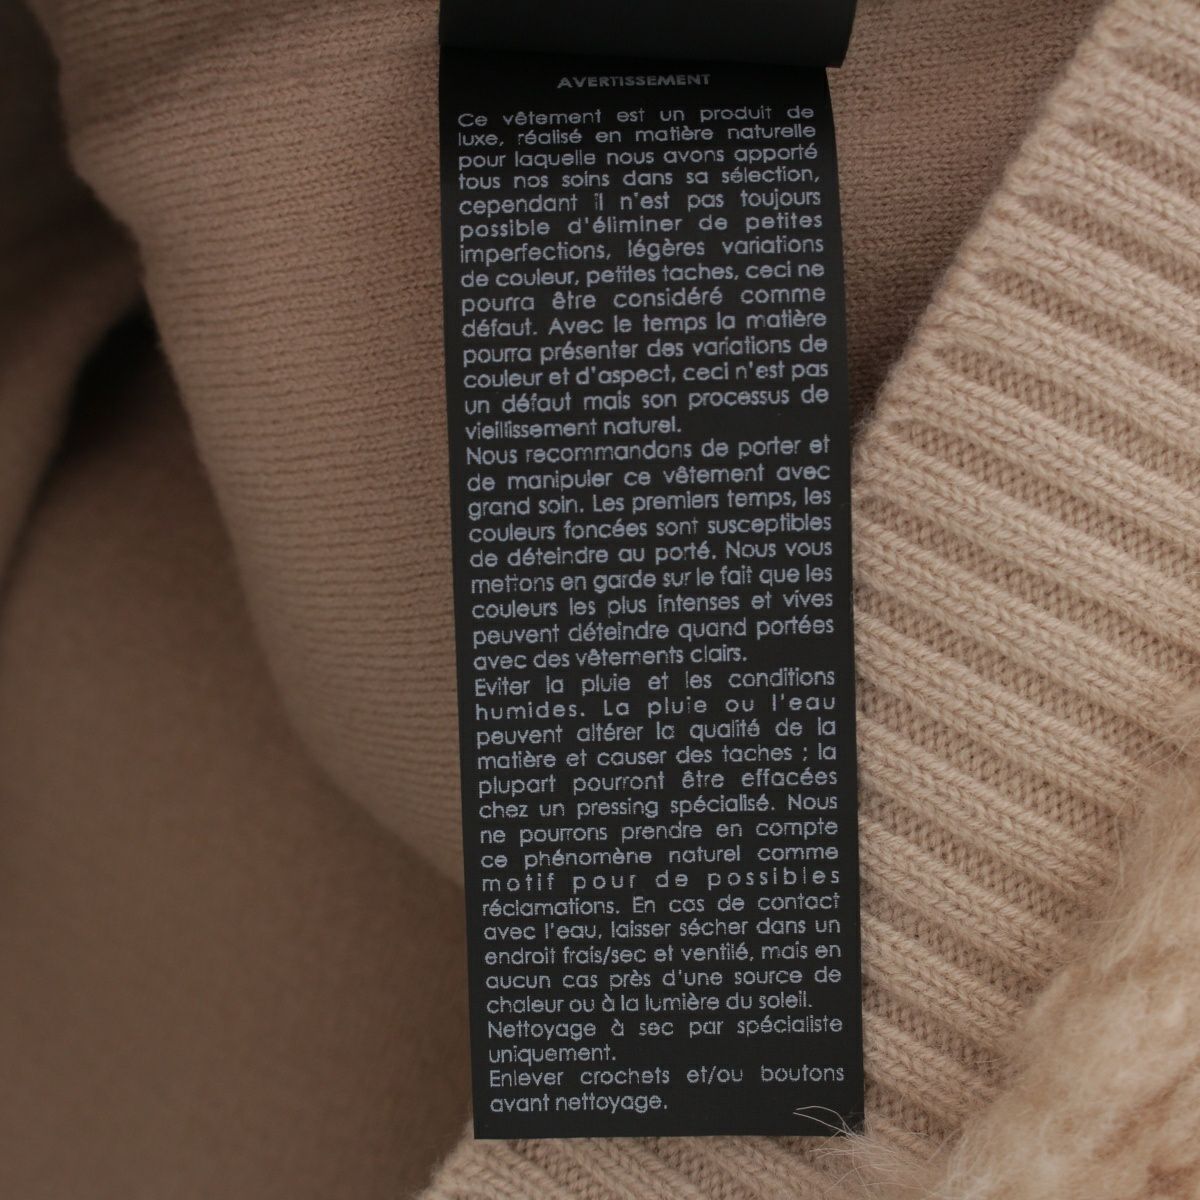 AVERTISSEMENT
Ce vêtement est un produit de
luxe, réalisé en matière naturelle
pour laquelle nous avons apporté
tous nos soins dans sa sélection,
cependant il n'est pas toujours
possible d'éliminer de petites
imperfections, légères variations
de couleur, petites taches, ceci ne
pourra être considéré comme
défaut. Avec le temps la matière
pourra présenter des variations de
couleur et d'aspect, ceci n'est pas
un défaut mais son processus de
vieillissement naturel.
Nous recommandons de porter et
de manipuler ce vêtement avec
grand soin. Les premiers temps, les
couleurs foncées sont susceptibles
de déteindre au porté. Nous vous
mettons en garde sur le fait que les
couleurs les plus intenses et vives
peuvent déteindre quand portées
avec des vêtements clairs.
Eviter la pluie et les conditions
humides. La pluie ou l'eau
peuvent altérer la qualité de la
matière et causer des taches ; la
plupart pourront être effacées
chez un pressing spécialisé. Nous
ne pourrons prendre en compte
ce phénomène naturel comme
motif pour de possibles
réclamations. En cas de contact
avec l'eau, laisser sécher dans un
endroit frais/sec et ventilé, mais en
aucun cas près d'une source de
chaleur ou à la lumière du soleil.
Nettoyage à sec par spécialiste
uniquement.
Enlever crochets et/ou boutons
avant nettoyage.